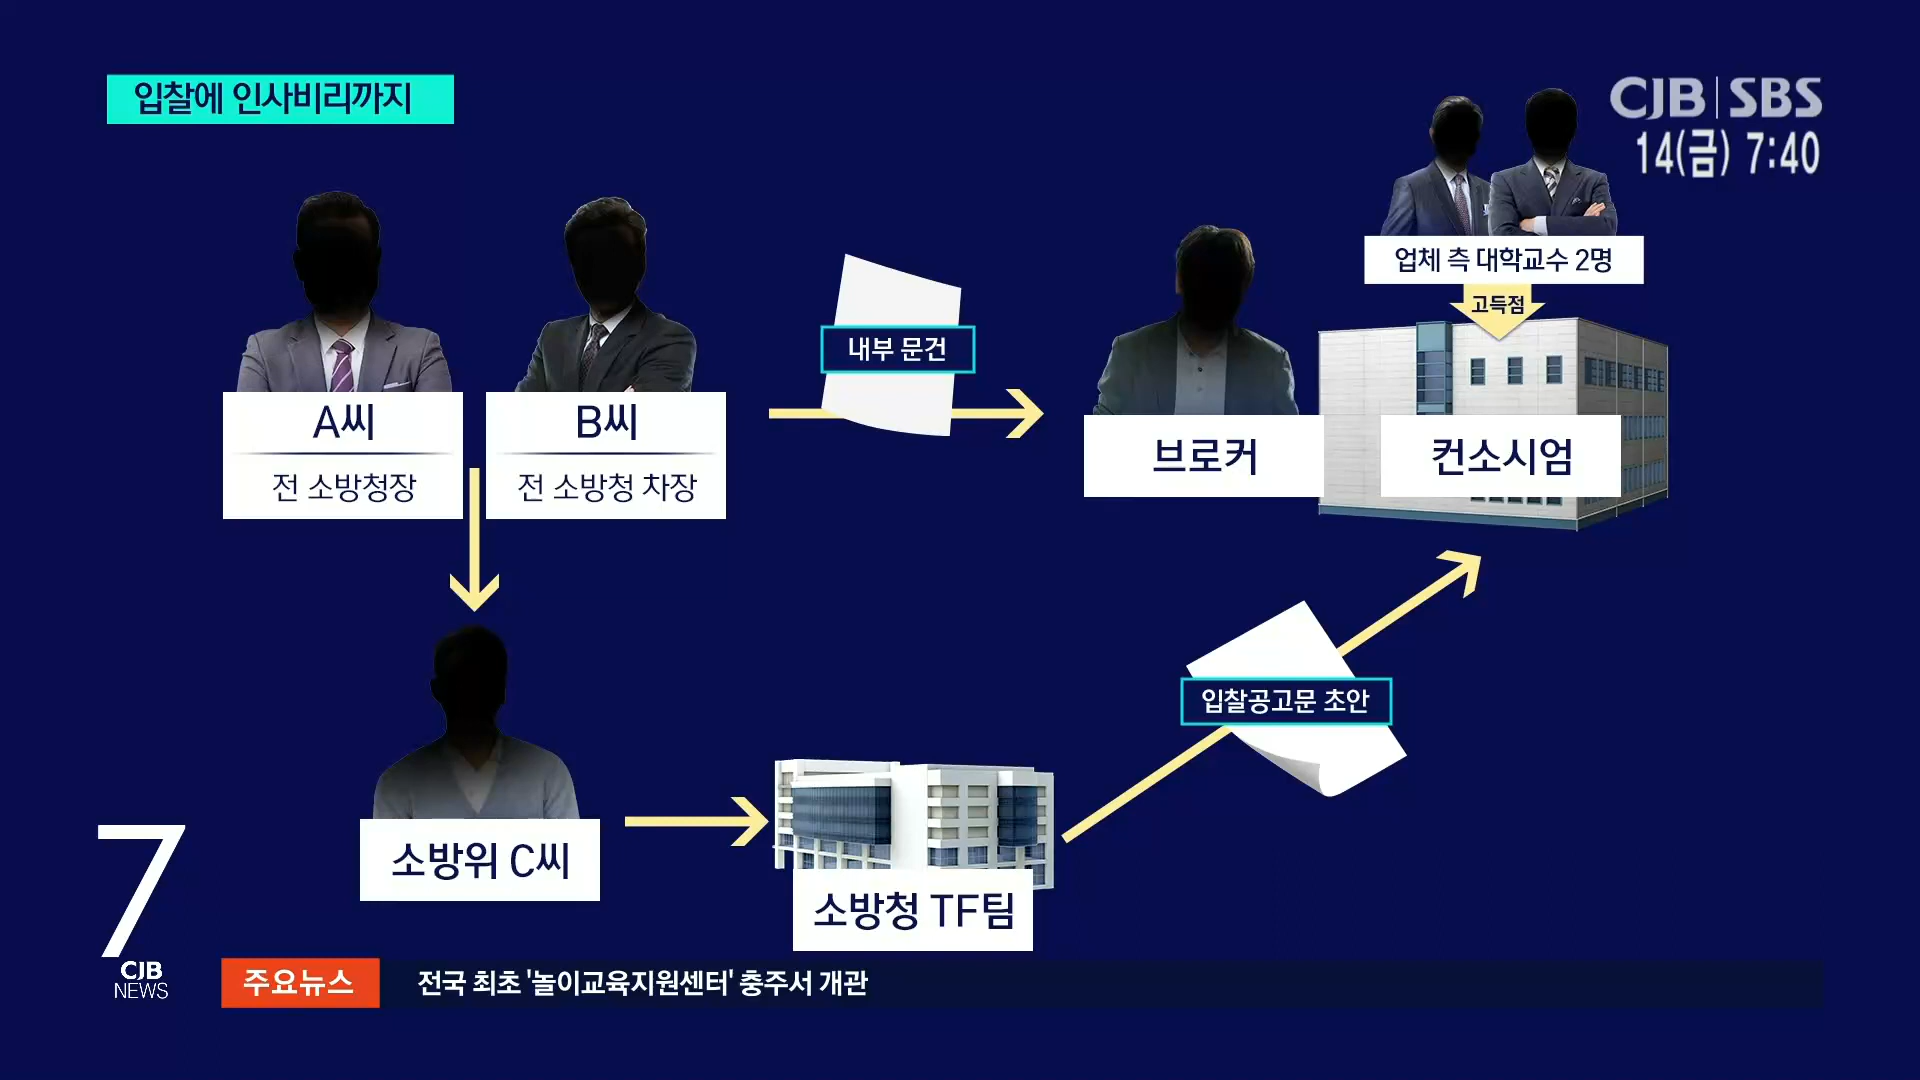 입찰에 인사비리까지
CJB SBS
14(금) 7:40
업체 측 대학교수 2명
고득점
내부 문건
A씨
전 소방청장
B씨
전 소방청 차장
브로커
컨소시엄
입찰공고문 초안
소방위 C씨
소방청 TF팀
7
CJB
NEWS
주요뉴스
전국 최초 '놀이교육지원센터' 충주서 개관